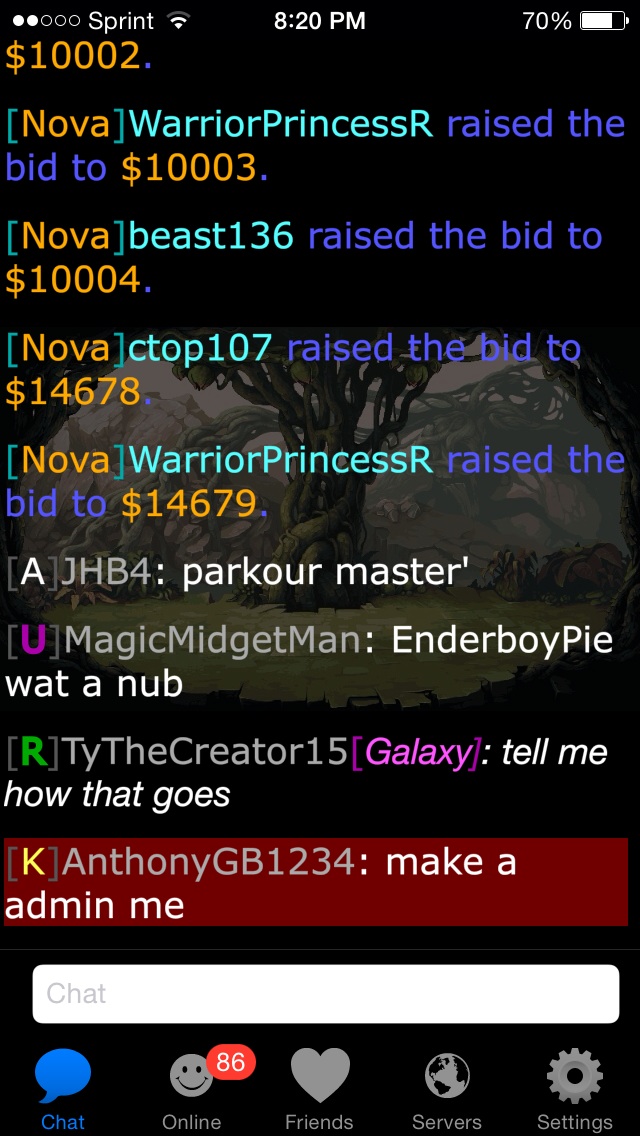 Sprint 8:20 PM 70%
$10002.
[Nova]WarriorPrincessR raised the
bid to $10003.
[Nova]beast136 raised the bid to
$10004.
[Nova]ctop107 raised the bid to
$14678.
[Nova]WarriorPrincessR raised the
bid to $14679.
[A]JHB4: parkour master'
[U]MagicMidgetMan: EnderboyPie
wat a nub
[R]TyTheCreator15[Galaxy]: tell me
how that goes
[K]AnthonyGB1234: make a
admin me
Chat
86
Chat Online Friends Servers Settings